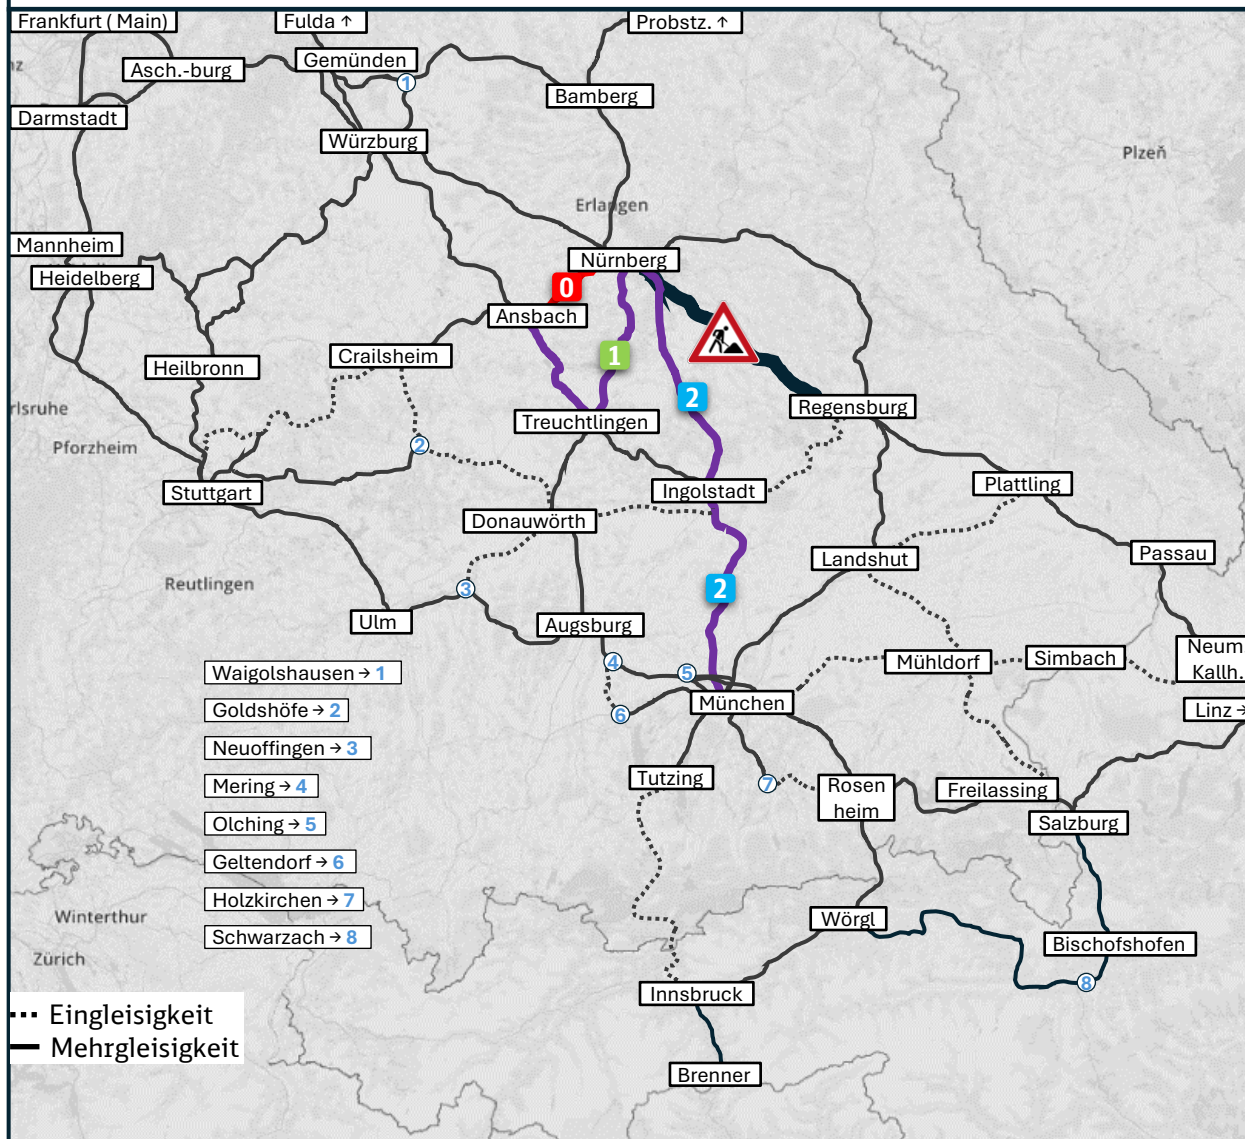 Frankfurt ( Main)
Fulda ↑
Probstz. ↑
nz
Asch.-burg
Gemünden
1
Bamberg
Darmstadt
Würzburg
Plzeň
Erlangen
Mannheim
Nürnberg
Heidelberg
0
Ansbach
Crailsheim
1
Heilbronn
2
rlsruhe
Regensburg
Treuchtlingen
Pforzheim
2
Plattling
Stuttgart
Ingolstadt
Donauwörth
Passau
Landshut
Reutlingen
3
2
Ulm
Augsburg
Neum.
Kallh.
Mühldorf
Simbach
4
5
Waigolshausen → 1
München
Goldshöfe → 2
6
Linz →
Neuoffingen → 3
Tutzing
7
Rosen
heim
Freilassing
Mering → 4
Olching → 5
Salzburg
Geltendorf → 6
Holzkirchen → 7
Winterthur
Wörgl
Schwarzach → 8
Bischofshofen
Zürich
8
Innsbruck
Eingleisigkeit
Mehrgleisigkeit
Brenner